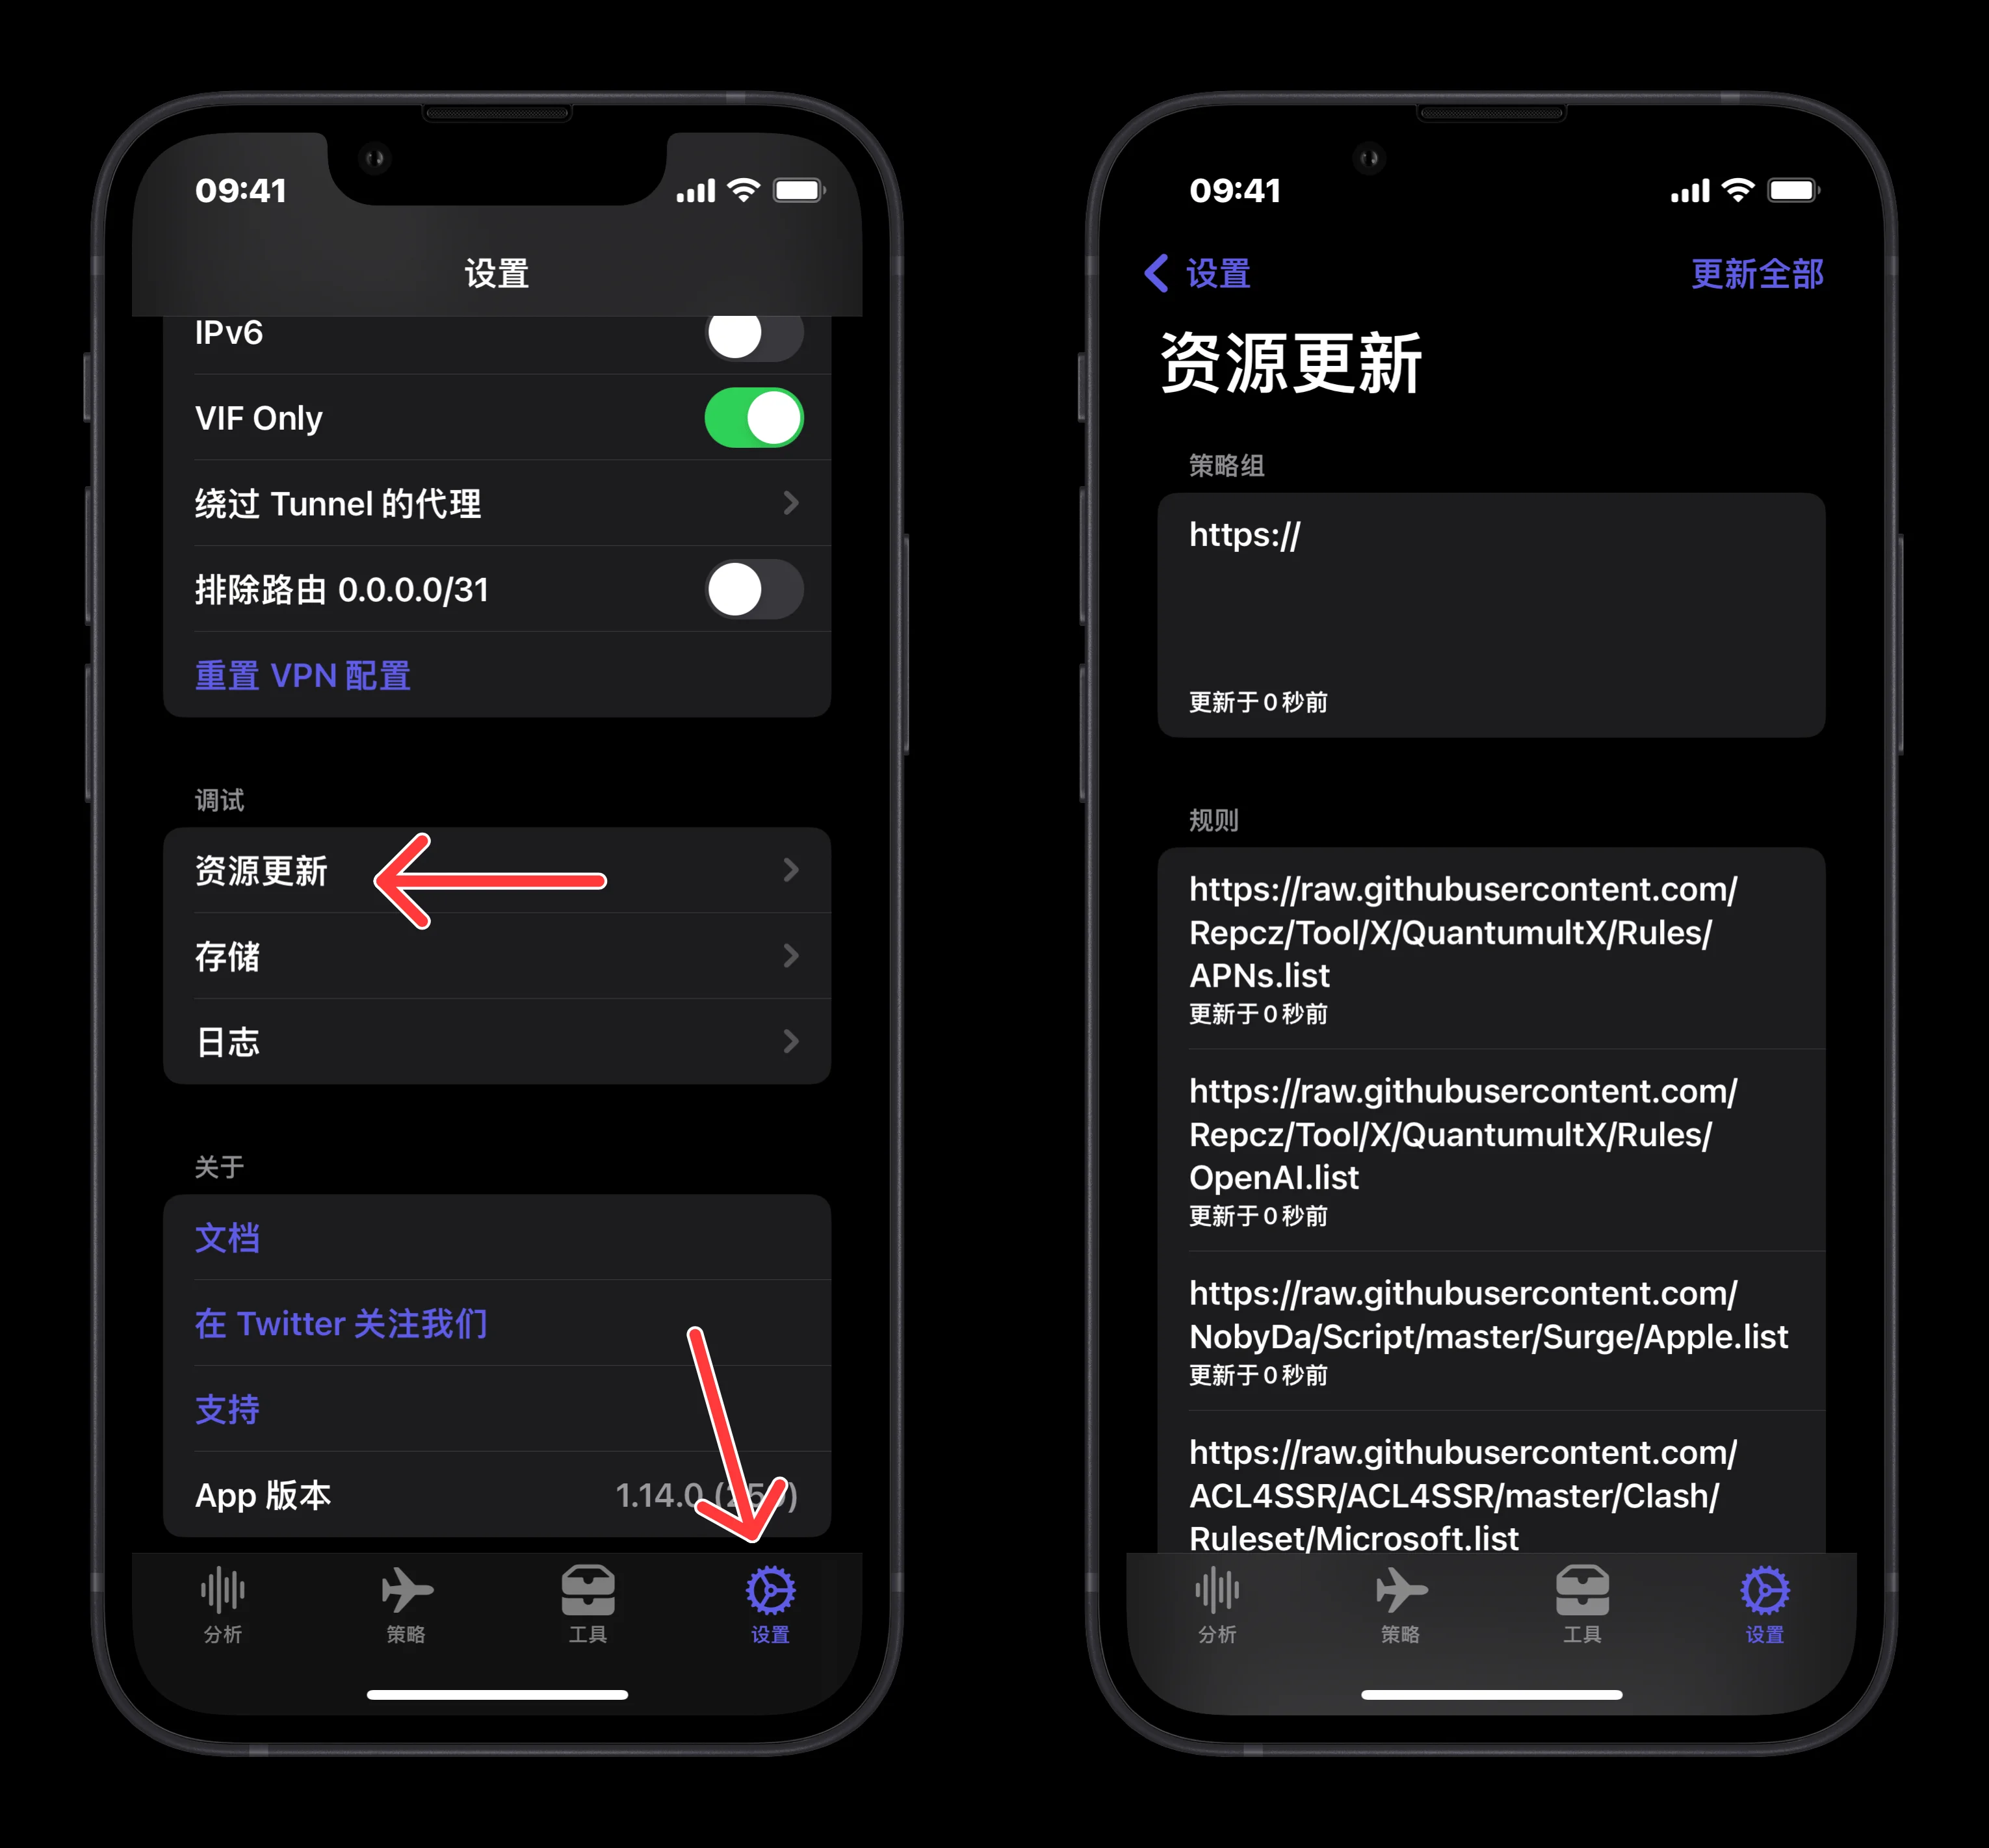 09:41
设置
IPv6
VIF Only
绕过 Tunnel 的代理
排除路由 0.0.0.0/31
重置 VPN 配置
调试
资源更新
存储
日志
关于
文档
在 Twitter 关注我们
支持
App 版本
1.14.0
分析
策略
工具
设置
09:41
设置
更新全部
资源更新
策略组
https://
更新于 0 秒前
规则
https://raw.githubusercontent.com/
Repcz/Tool/X/QuantumultX/Rules/
APNs.list
更新于 0 秒前
https://raw.githubusercontent.com/
Repcz/Tool/X/QuantumultX/Rules/
OpenAI.list
更新于 0 秒前
https://raw.githubusercontent.com/
NobyDa/Script/master/Surge/Apple.list
更新于 0 秒前
https://raw.githubusercontent.com/
ACL4SSR/ACL4SSR/master/Clash/
Ruleset/Microsoft.list
分析
策略
工具
设置